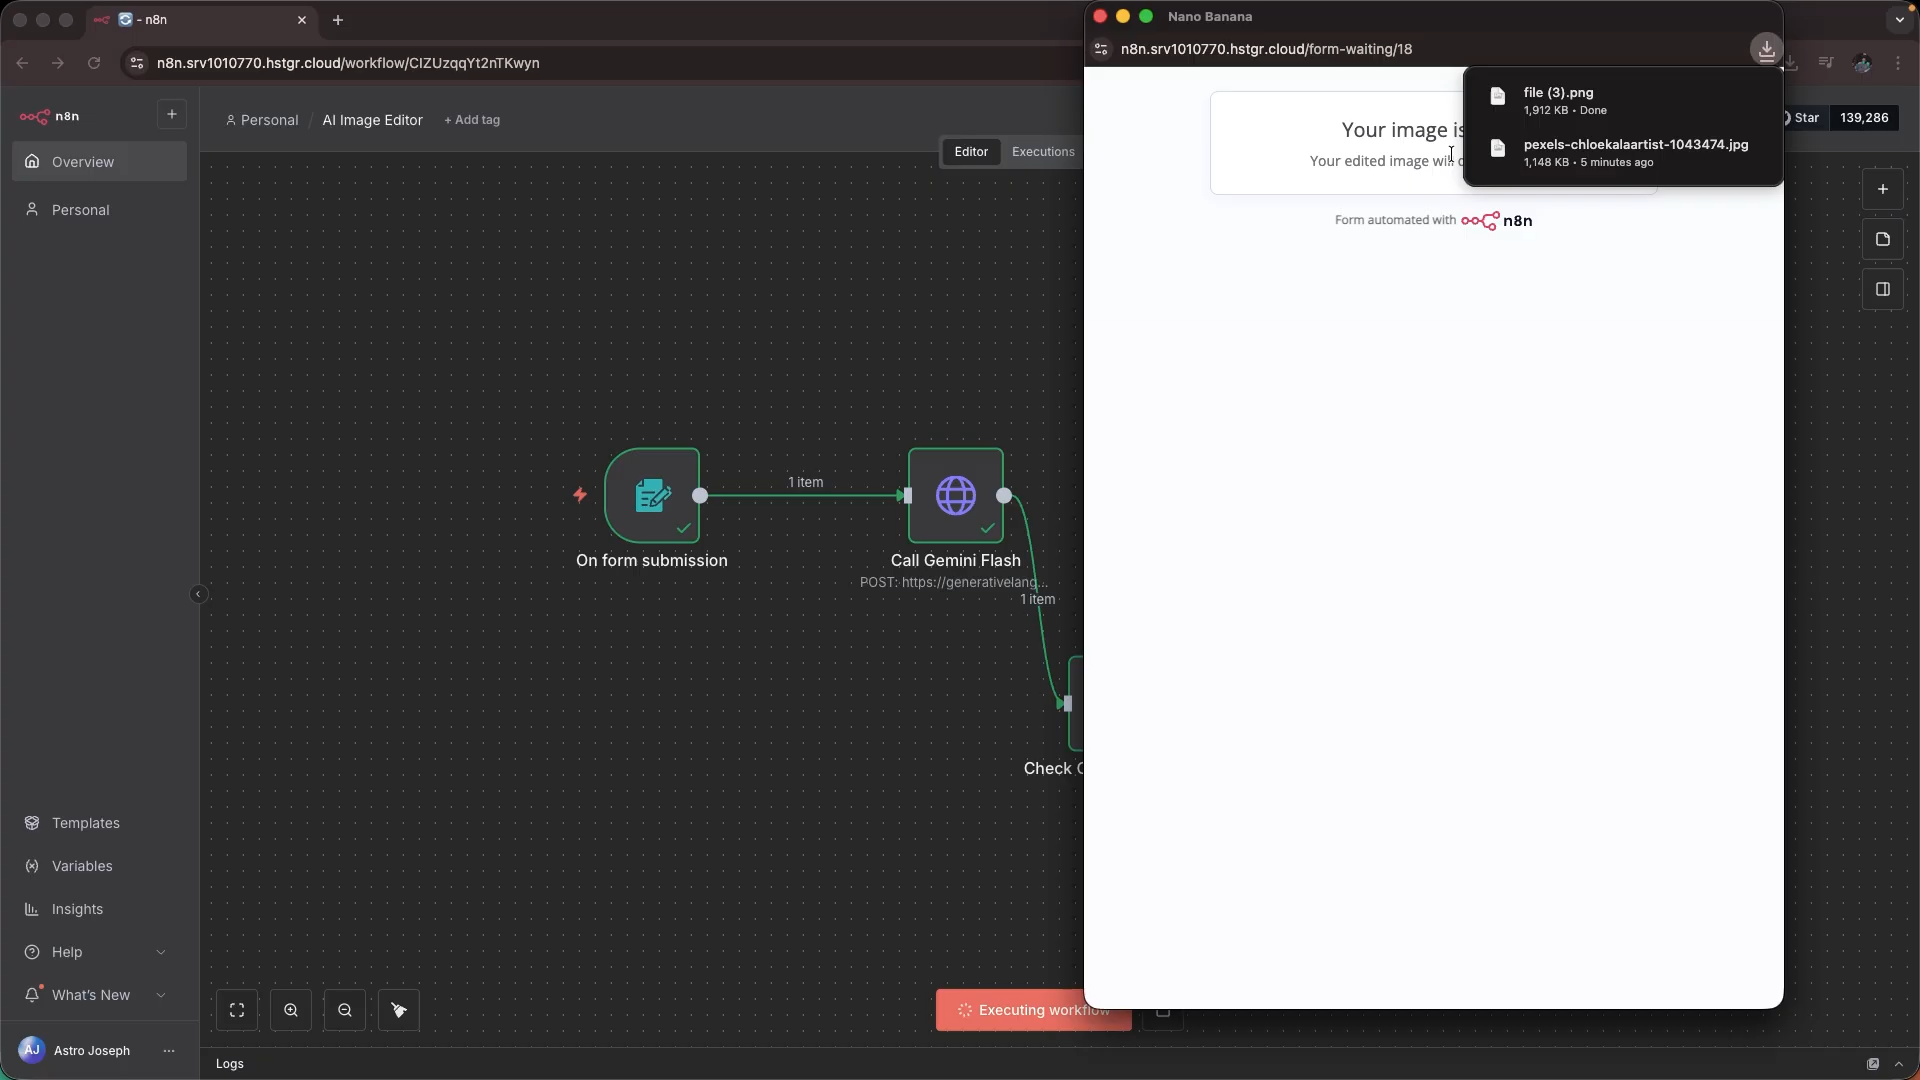 - n8n
n8n.srv1010770.hstgr.cloud/workflow/CIZUzqqYt2nTKwyn
n8n
Overview
Personal
Templates
Variables
Insights
Help
What's New
AJ
Astro Joseph
Personal / AI Image Editor + Add tag
Editor
Executions
On form submission
1 item
Call Gemini Flash
POST: https://generativelang...
1 item
Check
Executing workflow
Logs
Nano Banana
n8n.srv1010770.hstgr.cloud/form-waiting/18
Your image is
Your edited image will
Form automated with n8n
file (3).png
1,912 KB • Done
pexels-chloekalaartist-1043474.jpg
1,148 KB • 5 minutes ago
Star
139,286